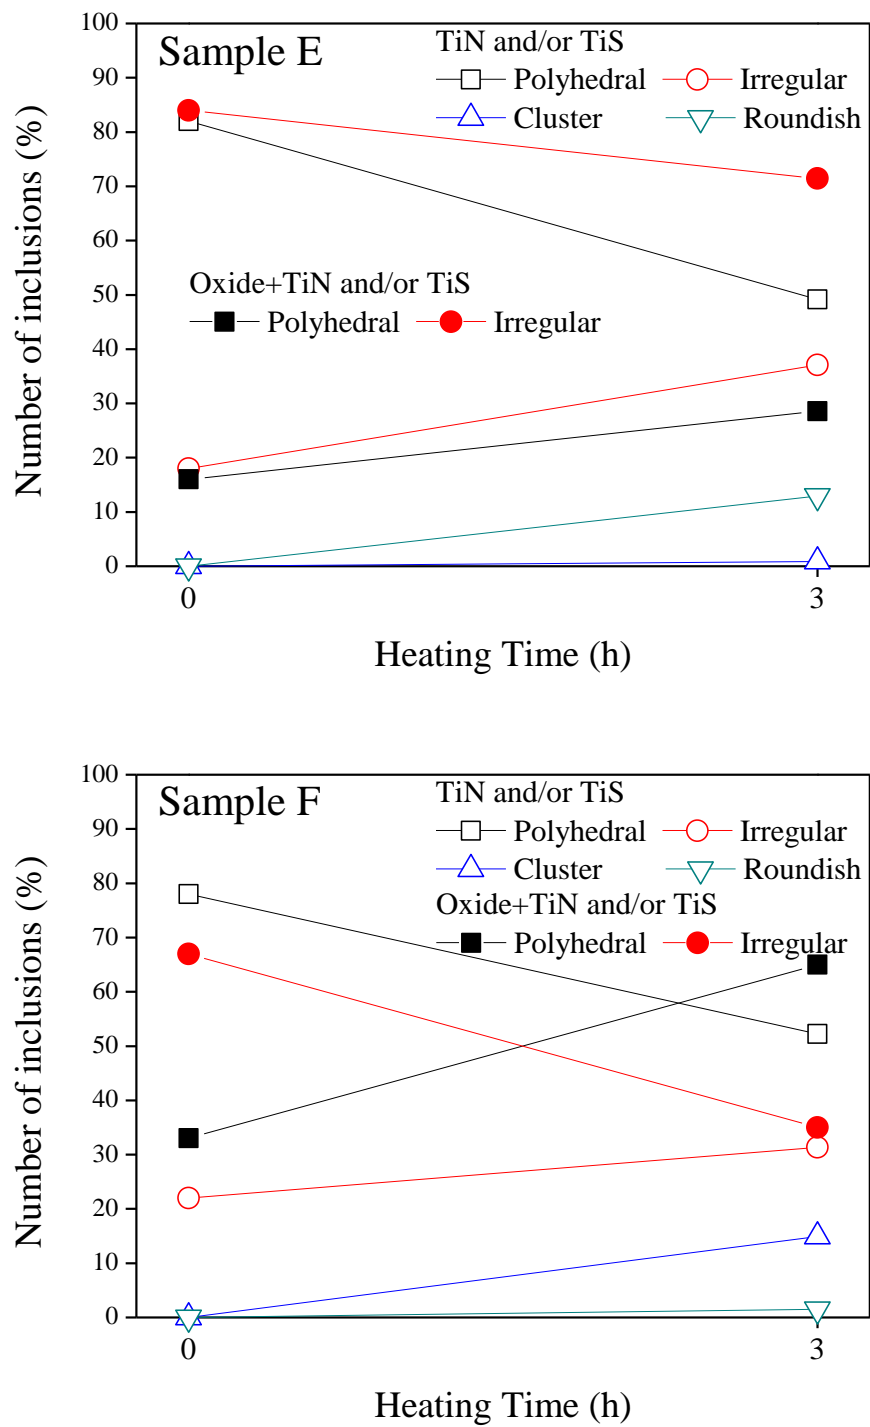 Sample E
TiN and/or TiS
Polyhedral Irregular
Cluster Roundish
Oxide+TiN and/or TiS
Polyhedral Irregular
100
90
80
70
60
50
40
30
20
10
0
Number of inclusions (%)
0 3
Heating Time (h)
Sample F
TiN and/or TiS
Polyhedral Irregular
Cluster Roundish
Oxide+TiN and/or TiS
Polyhedral Irregular
100
90
80
70
60
50
40
30
20
10
0
Number of inclusions (%)
0 3
Heating Time (h)